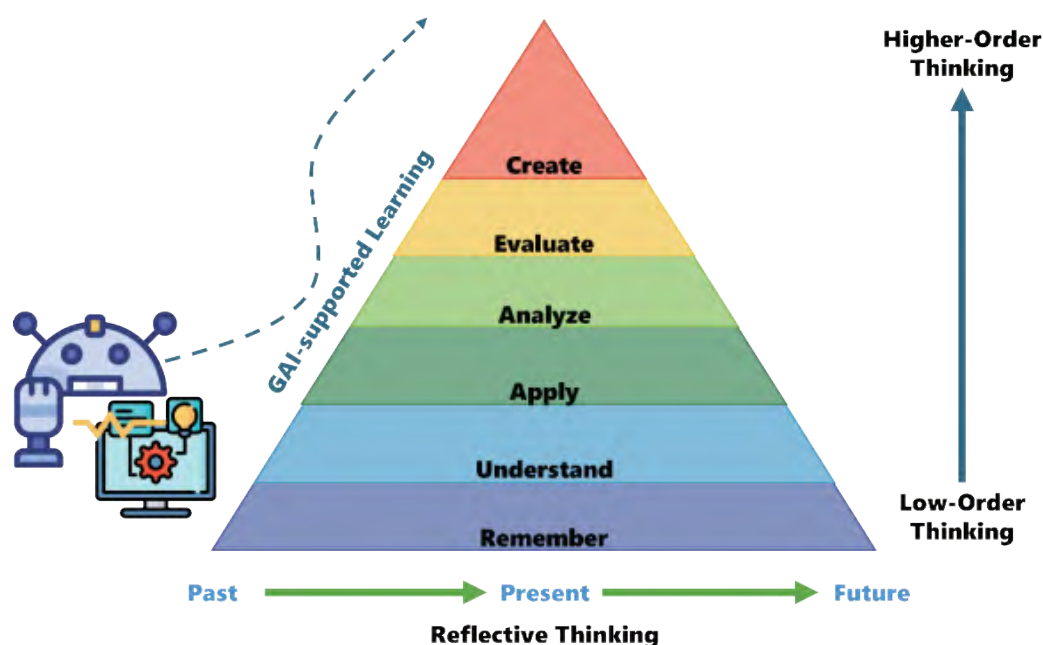 Higher-Order
Thinking
Create
GAI-supported Learning
Evaluate
Analyze
Apply
Understand
Low-Order
Thinking
Remember
Past
Present
Future
Reflective Thinking